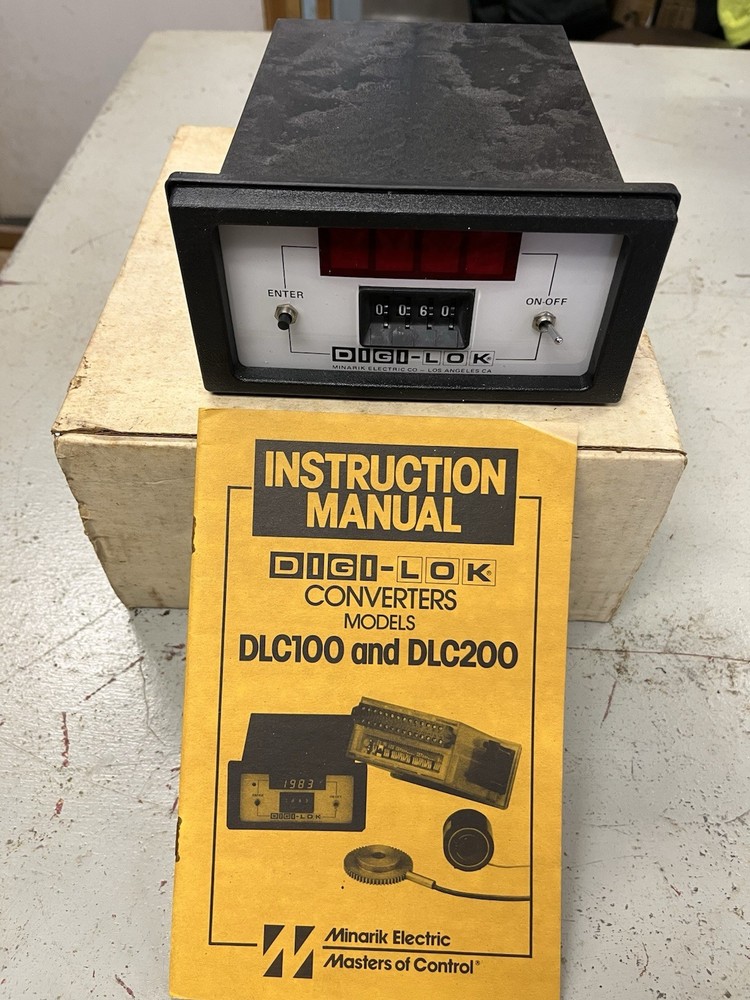 ENTER
ON-OFF
0 0 6 0
DIGI-LOK
MINARIK ELECTRIC CO - LOS ANGELES CA
INSTRUCTION
MANUAL
DIGI-LOK®
CONVERTERS
MODELS
DLC100 and DLC200
1983
DIGI-LOK
Minarik Electric
Masters of Control®